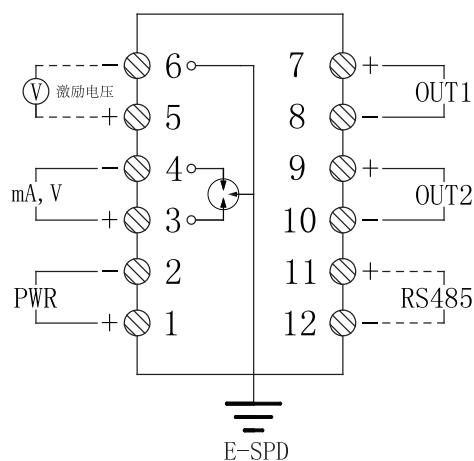 6 7
V 激励电压 OUT1
5 8
4 9
mA,V OUT2
3 10
2 11
PWR RS485
1 12
E-SPD